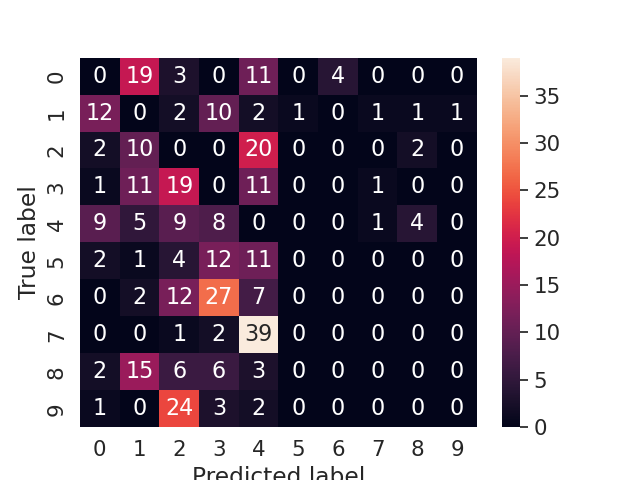 0 0 19 3 0 11 0 4 0 0 0
1 12 0 2 10 2 1 0 1 1 1
2 2 10 0 0 20 0 0 0 2 0
3 1 11 19 0 11 0 0 1 0 0
4 9 5 9 8 0 0 0 1 4 0
5 2 1 4 12 11 0 0 0 0 0
6 0 2 12 27 7 0 0 0 0 0
7 0 0 1 2 39 0 0 0 0 0
8 2 15 6 6 3 0 0 0 0 0
9 1 0 24 3 2 0 0 0 0 0
0 1 2 3 4 5 6 7 8 9
Predicted label
True label
35
30
25
20
15
10
5
0